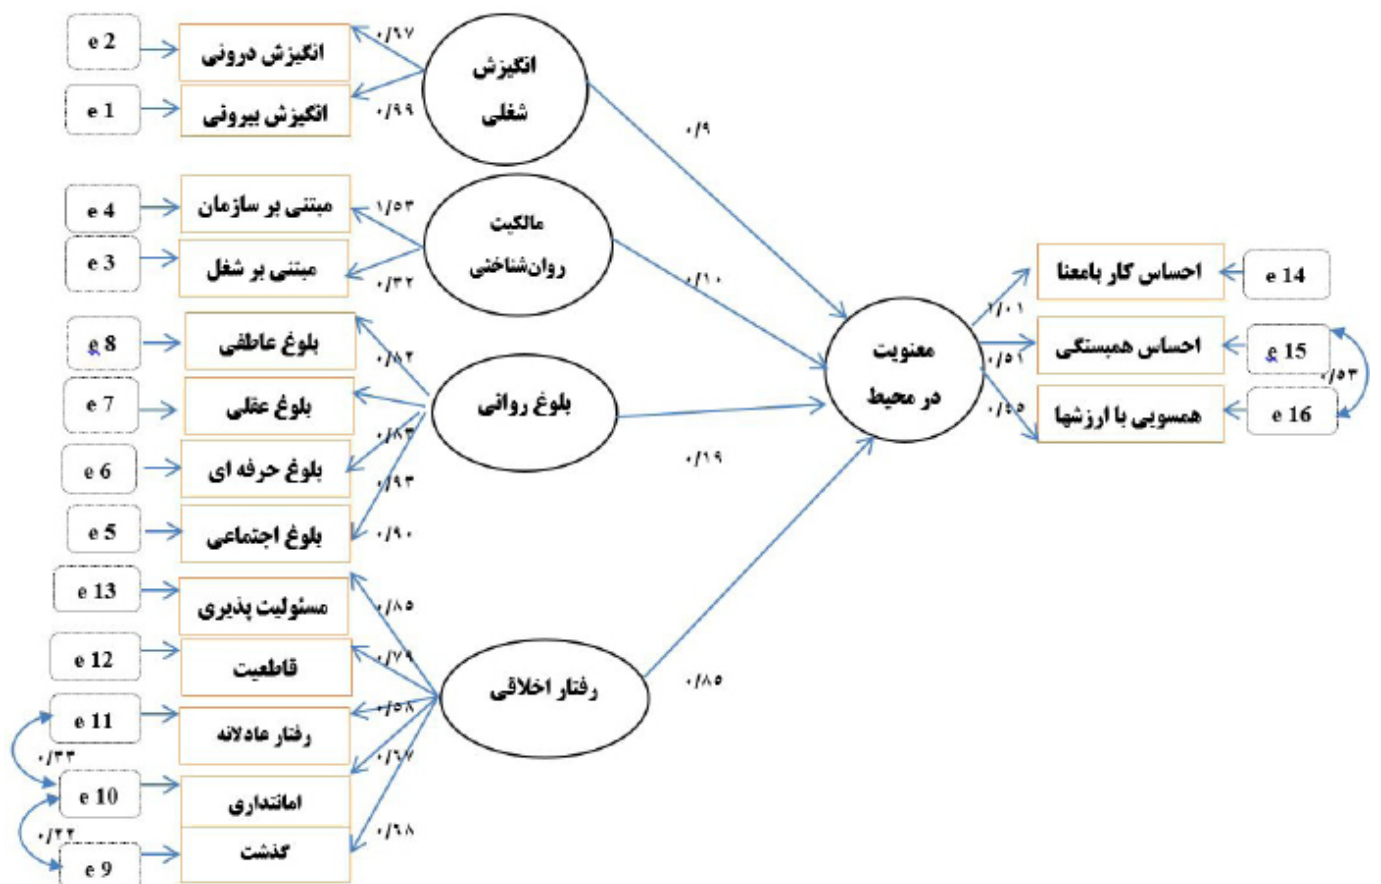 e 2
انگیزش درونی
۰/۶۷
e 1
انگیزش بیرونی
۰/۹۹
انگیزش
شغلی
۰/۹
e 4
مبتنی بر سازمان
۱/۵۳
e 3
مبتنی بر شغل
۰/۳۲
مالکیت
روان‌شناختی
۰/۱۰
e 8
بلوغ عاطفی
۰/۸۲
e 7
بلوغ عقلی
۰/۸۳
e 6
بلوغ حرفه ای
۰/۹۳
e 5
بلوغ اجتماعی
۰/۹۰
بلوغ روانی
۰/۱۹
e 13
مسئولیت پذیری
۰/۸۵
e 12
قاطعیت
۰/۷۹
e 11
رفتار عادلانه
۰/۵۸
۰/۳۳
e 10
امانتداری
۰/۶۷
۰/۲۲
e 9
گذشت
۰/۶۸
رفتار اخلاقی
۰/۸۵
معنویت
در محیط
احساس کار بامعنا
۱/۰۱
e 14
احساس همبستگی
۰/۵۱
e 15
۰/۵۳
همسویی با ارزشها
۰/۴۵
e 16